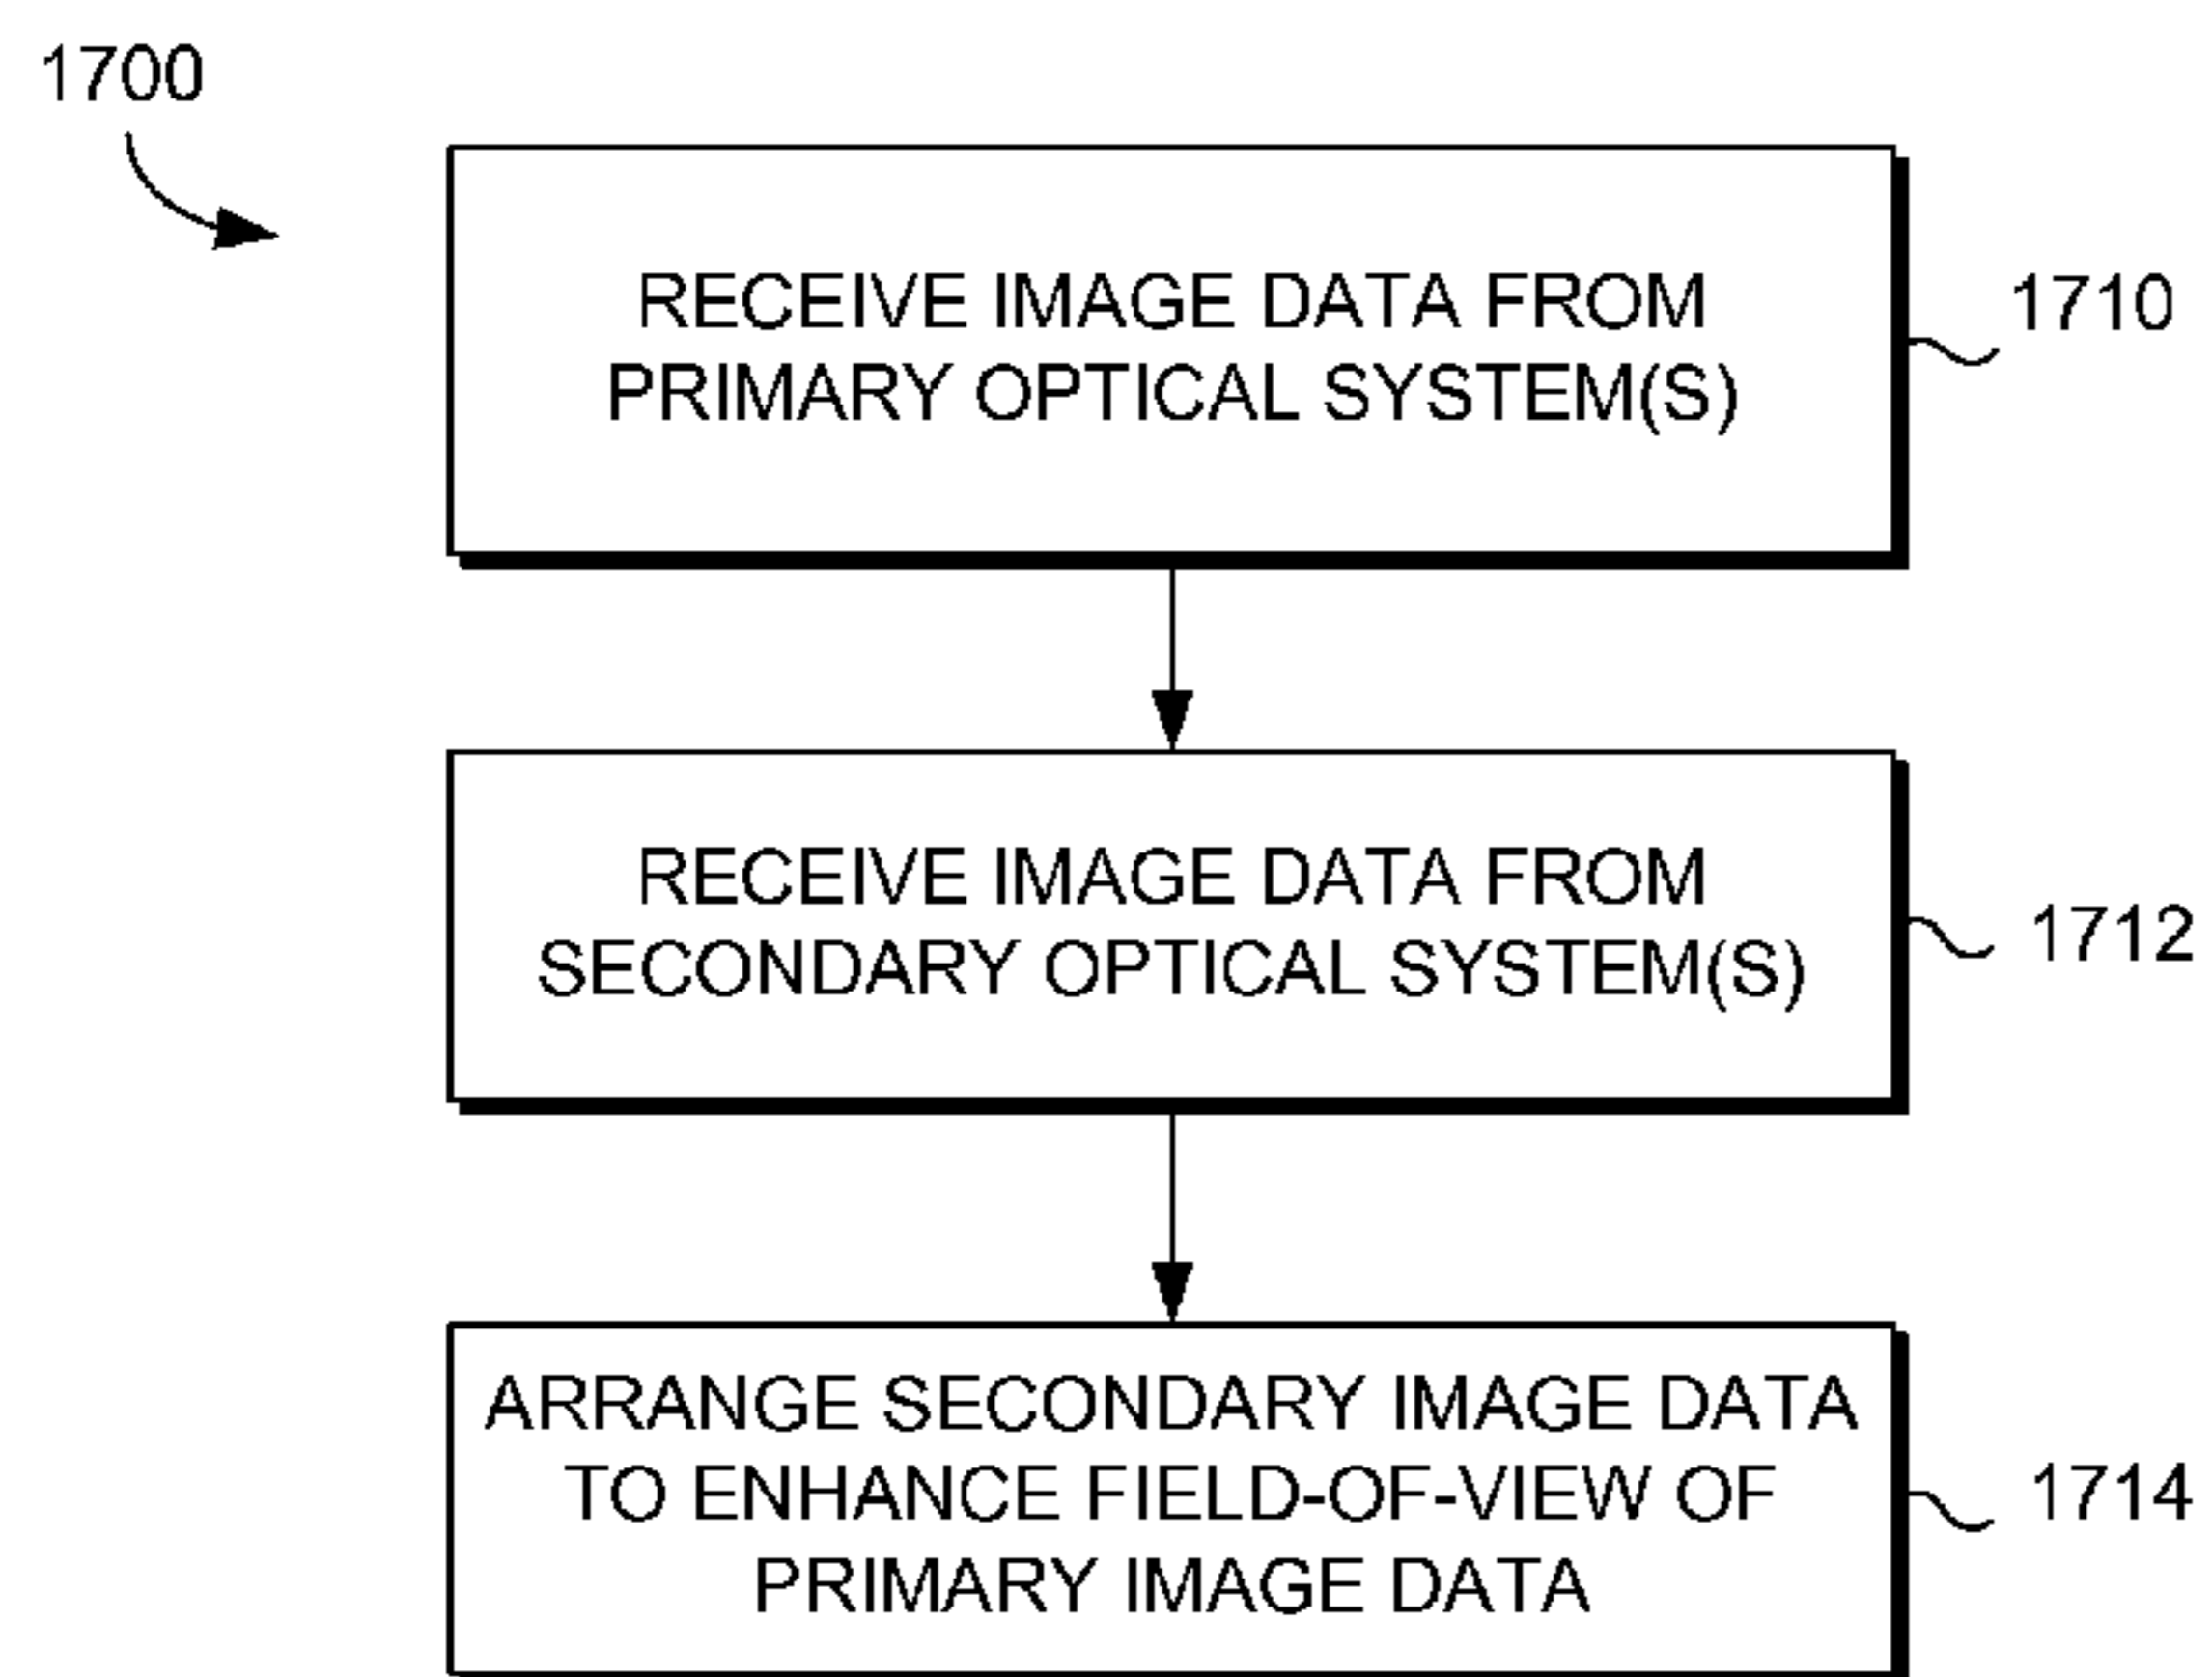 1700
RECEIVE IMAGE DATA FROM
PRIMARY OPTICAL SYSTEM(S)
1710
RECEIVE IMAGE DATA FROM
SECONDARY OPTICAL SYSTEM(S)
1712
ARRANGE SECONDARY IMAGE DATA
TO ENHANCE FIELD-OF-VIEW OF
PRIMARY IMAGE DATA
1714